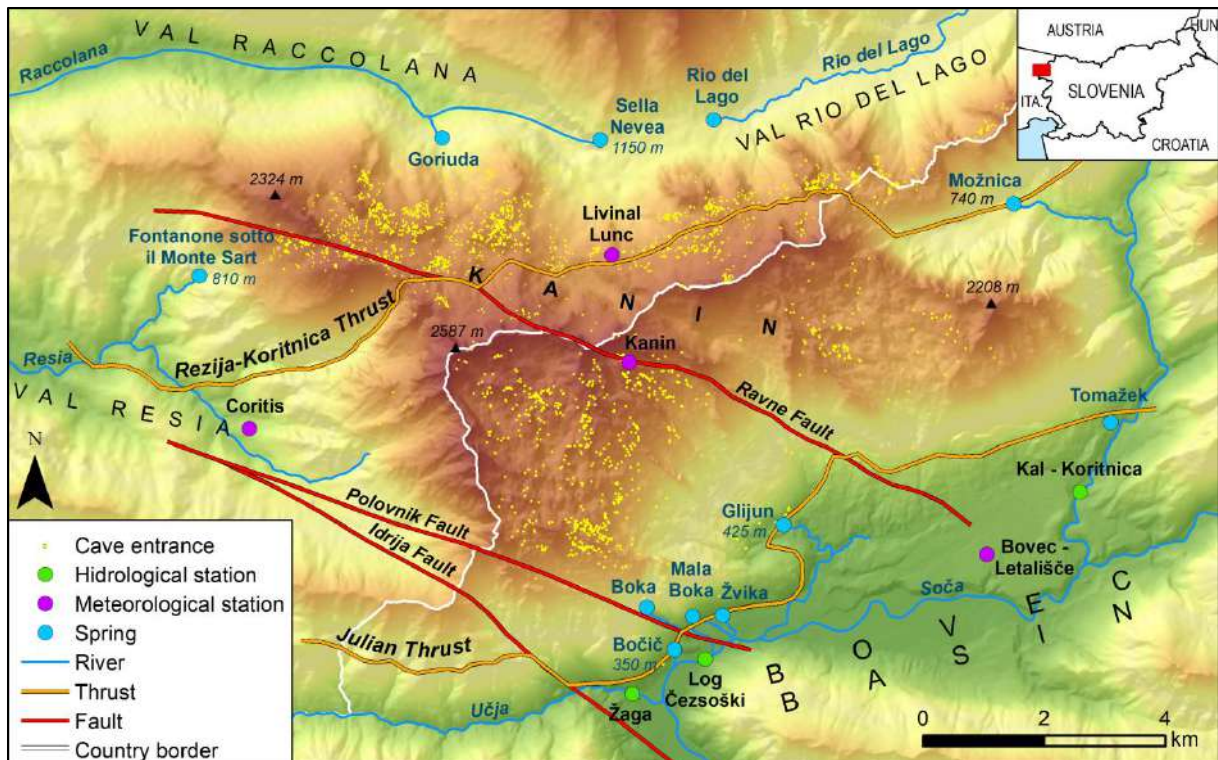 VAL RACCOLANA
Raccolana
Goriuda
Sella
Nevea
1150 m
Rio del
Lago
Rio del Lago
VAL RIO DEL LAGO
AUSTRIA
HUN
SLOVENIA
ITA.
CROATIA
2324 m
Fontanone sotto
il Monte Sart
810 m
Livinal
Lunc
Možnica
740 m
KANIN
2208 m
2587 m
Kanin
Rezija-Koritnica Thrust
Resia
VAL RESIA
Coritis
Ravne Fault
Tomažek
Kal - Koritnica
Glijun
425 m
Bovec -
Letališče
Polovnik Fault
Idrija Fault
Boka
Mala
Boka
Žvika
Soča
BOVEC
BASIN
Julian Thrust
Bočič
350 m
Log
Čezsoški
Žaga
Učja
N
Cave entrance
Hidrological station
Meteorological station
Spring
River
Thrust
Fault
Country border
0 2 4
km